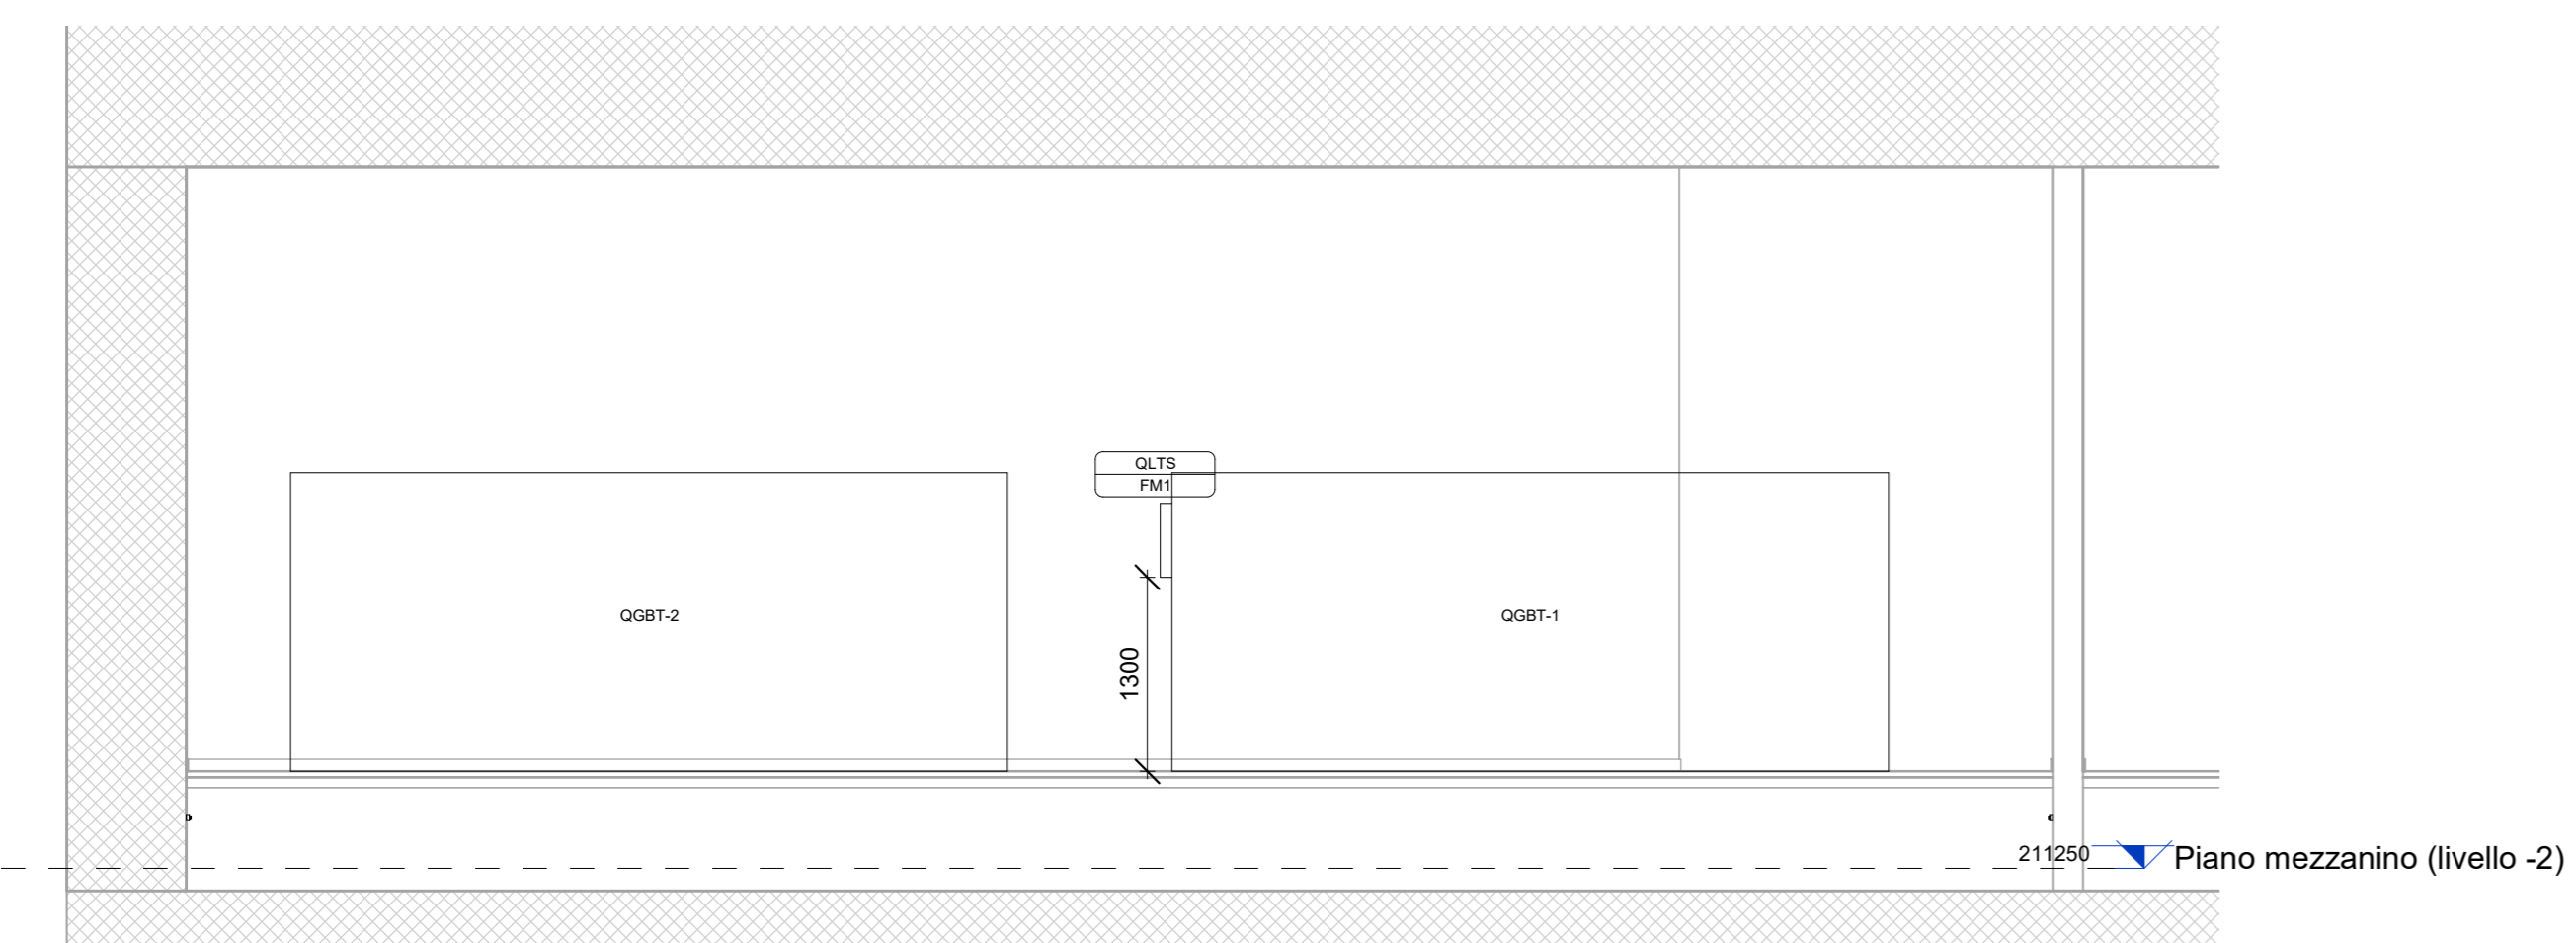 QLTS
FM1
QGBT-2
QGBT-1
1300
211250
Piano mezzanino (livello -2)